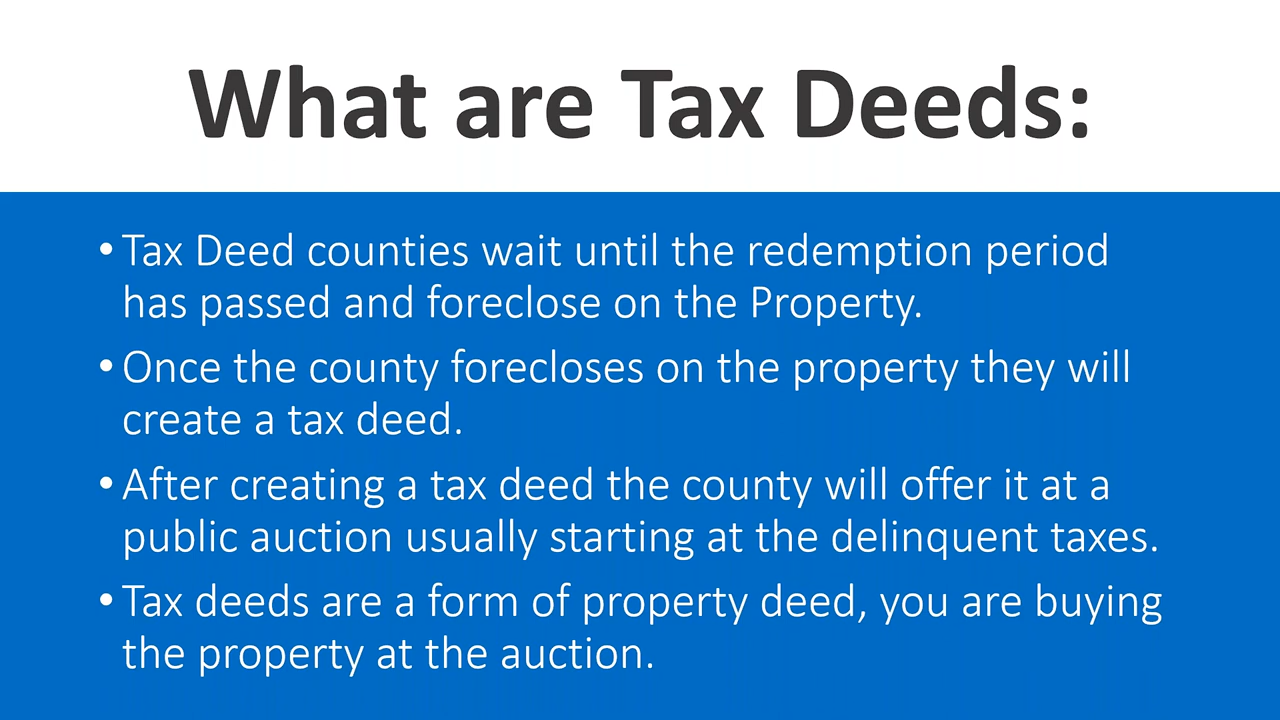 What are Tax Deeds:
• Tax Deed counties wait until the redemption period
has passed and foreclose on the Property.
• Once the county forecloses on the property they will
create a tax deed.
• After creating a tax deed the county will offer it at a
public auction usually starting at the delinquent taxes.
• Tax deeds are a form of property deed, you are buying
the property at the auction.